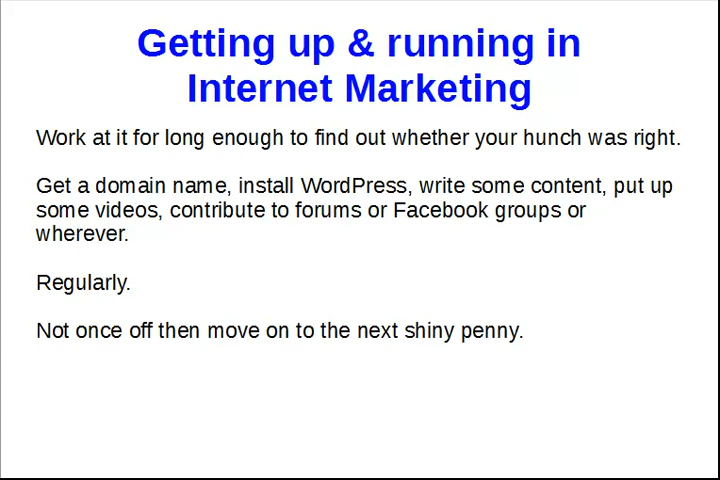 Getting up & running in
Internet Marketing
Work at it for long enough to find out whether your hunch was right.
Get a domain name, install WordPress, write some content, put up
some videos, contribute to forums or Facebook groups or
wherever.
Regularly.
Not once off then move on to the next shiny penny.